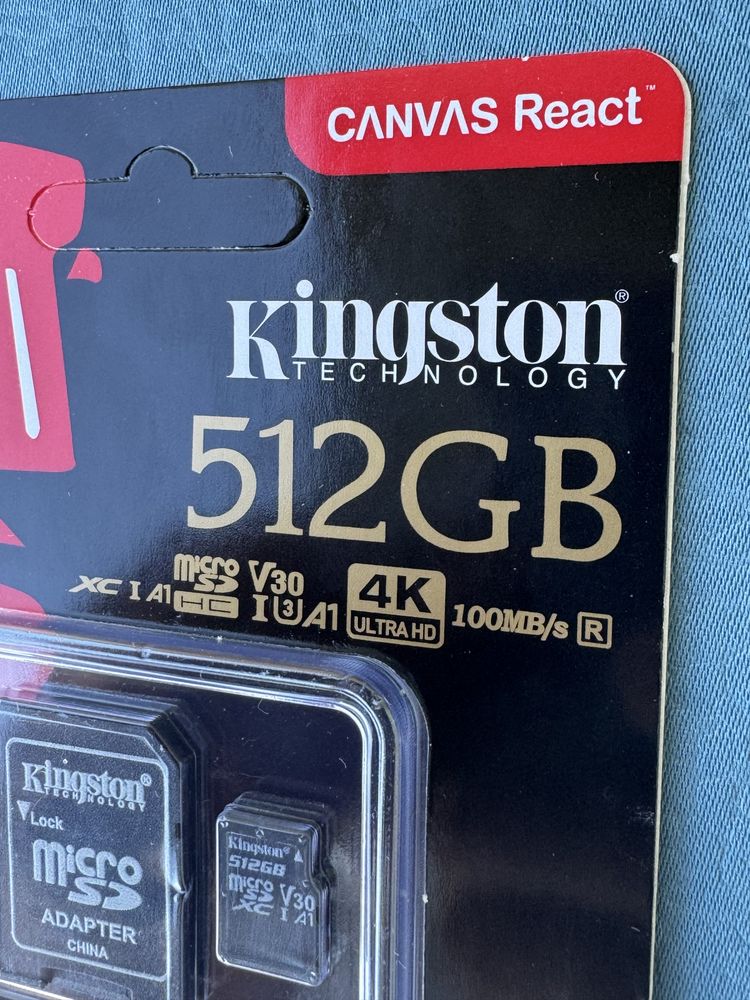 CANVAS React™
Kingston®
TECHNOLOGY
512GB
XC I A1 micro SD HC V30 I U3 A1 4K ULTRA HD 100MB/s R
Kingston®
TECHNOLOGY
Lock
micro
SD
ADAPTER
CHINA
Kingston®
512GB
micro SD V30
XC I A1